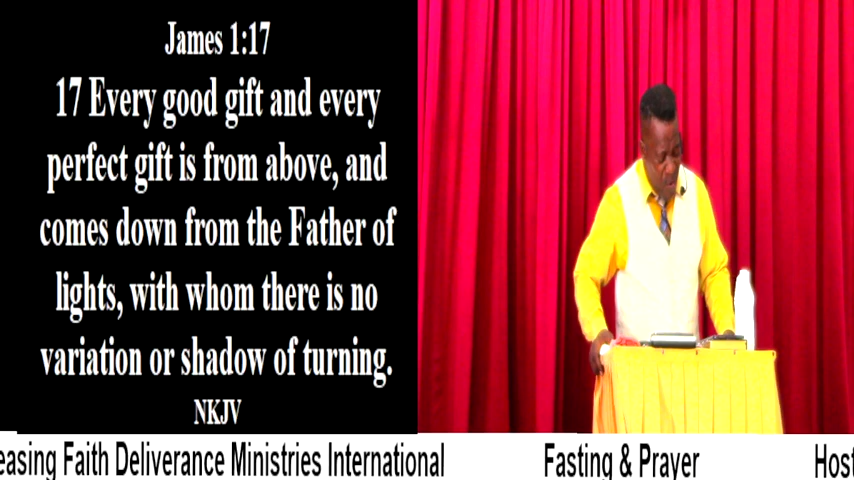 James 1:17
17 Every good gift and every
perfect gift is from above, and
comes down from the Father of
lights, with whom there is no
variation or shadow of turning.
NKJV
easing Faith Deliverance Ministries International Fasting & Prayer Host